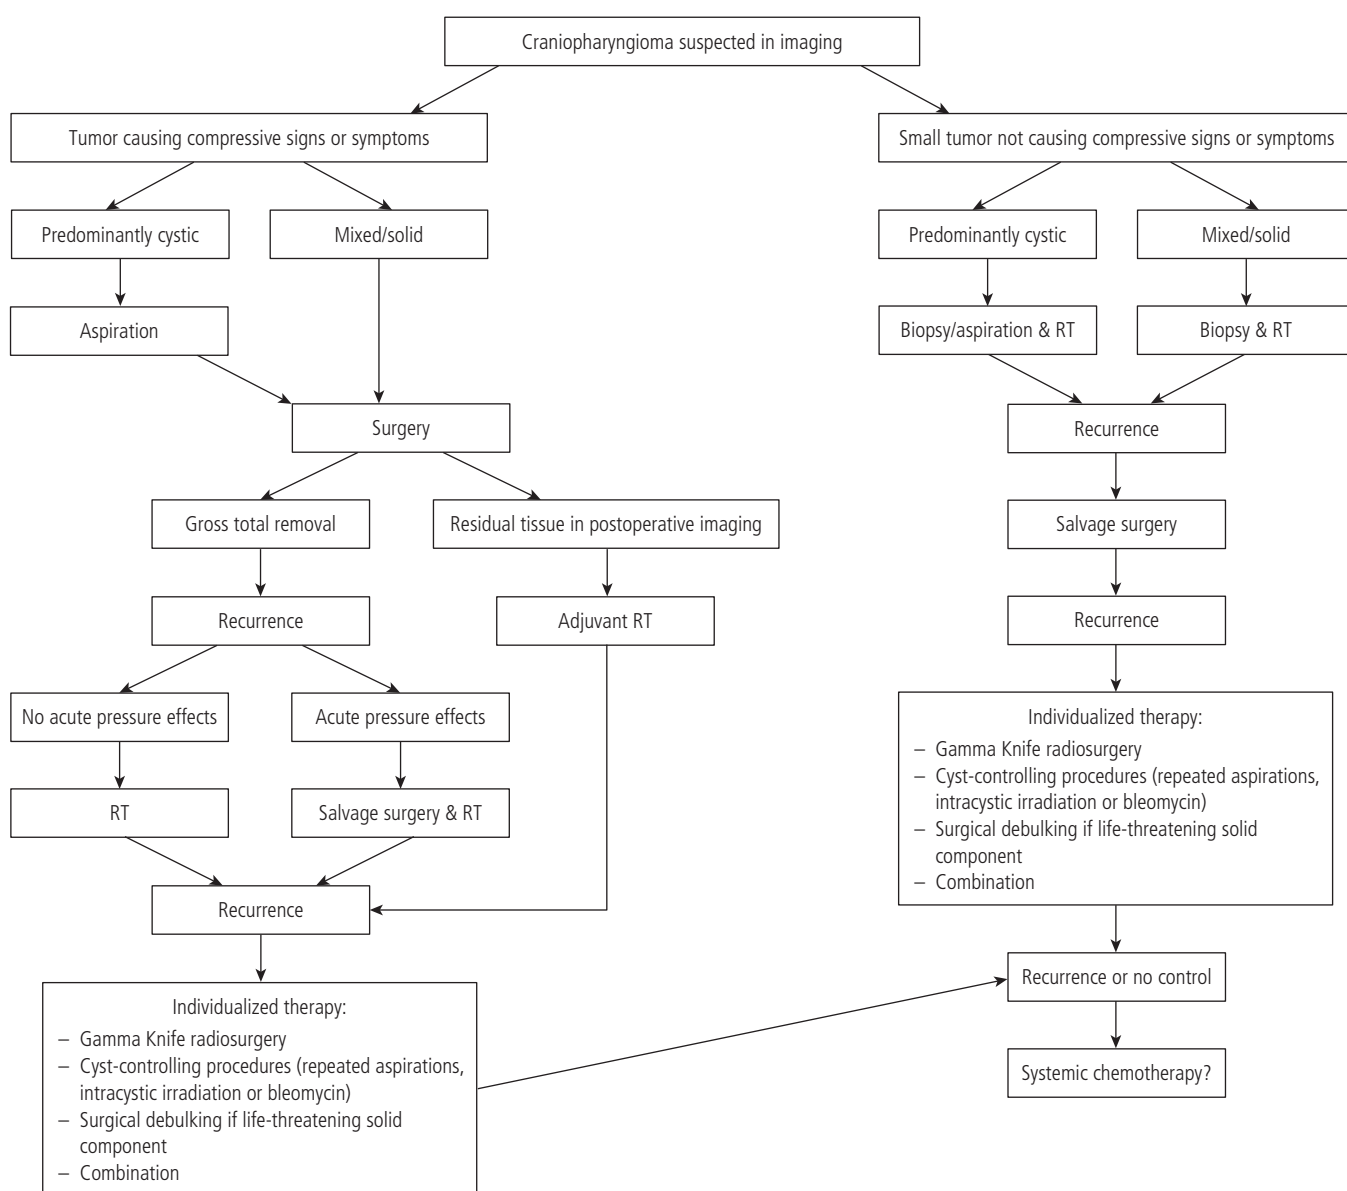 Craniopharyngioma suspected in imaging
Tumor causing compressive signs or symptoms
Small tumor not causing compressive signs or symptoms
Predominantly cystic
Mixed/solid
Predominantly cystic
Mixed/solid
Aspiration
Biopsy/aspiration & RT
Biopsy & RT
Surgery
Recurrence
Gross total removal
Residual tissue in postoperative imaging
Salvage surgery
Recurrence
Adjuvant RT
Recurrence
No acute pressure effects
Acute pressure effects
Individualized therapy:
– Gamma Knife radiosurgery
– Cyst-controlling procedures (repeated aspirations,
intracystic irradiation or bleomycin)
– Surgical debulking if life-threatening solid
component
– Combination
RT
Salvage surgery & RT
Recurrence
Recurrence or no control
Individualized therapy:
– Gamma Knife radiosurgery
– Cyst-controlling procedures (repeated aspirations,
intracystic irradiation or bleomycin)
– Surgical debulking if life-threatening solid
component
– Combination
Systemic chemotherapy?